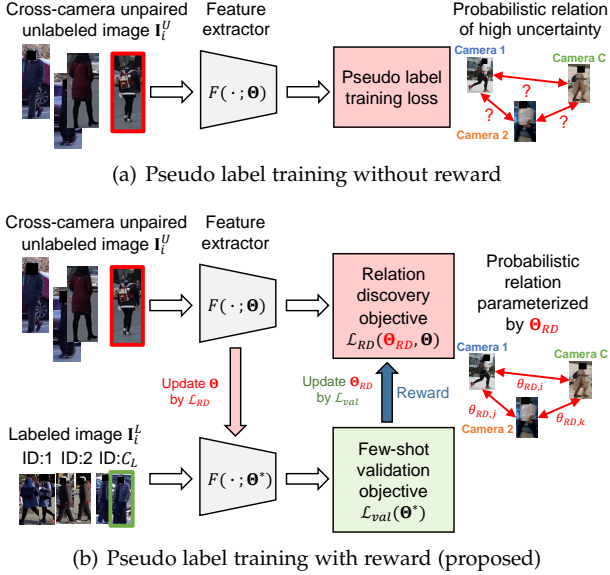 Cross-camera unpaired
unlabeled image I_i^U
Feature
extractor
F( · ; Θ)
Pseudo label
training loss
Probabilistic relation
of high uncertainty
Camera 1
Camera C
?
?
?
Camera 2
(a) Pseudo label training without reward
Cross-camera unpaired
unlabeled image I_i^U
Feature
extractor
F( · ; Θ)
Relation
discovery
objective
ℒ_RD(Θ_RD, Θ)
Probabilistic
relation
parameterized
by Θ_RD
Camera 1
Camera C
θ_RD,i
θ_RD,j
θ_RD,k
Camera 2
Update Θ
by ℒ_RD
Update Θ_RD
by ℒ_val
Reward
Labeled image I_i^L
ID:1 ID:2 ID:C_L
F( · ; Θ*)
Few-shot
validation
objective
ℒ_val(Θ*)
(b) Pseudo label training with reward (proposed)